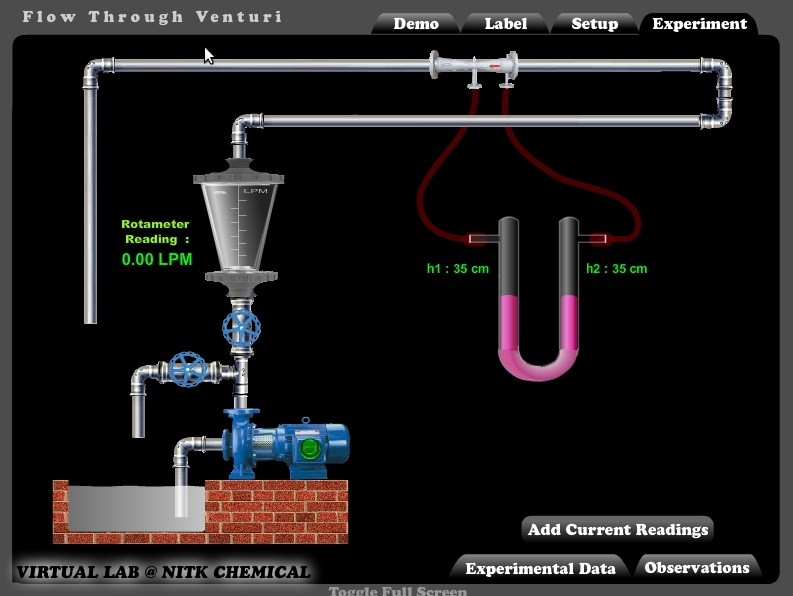 Flow Through Venturi
Demo
Label
Setup
Experiment
LPM
Rotameter
Reading :
0.00 LPM
h1 : 35 cm
h2 : 35 cm
Add Current Readings
Experimental Data
Observations
VIRTUAL LAB @ NITK CHEMICAL
Toggle Full Screen